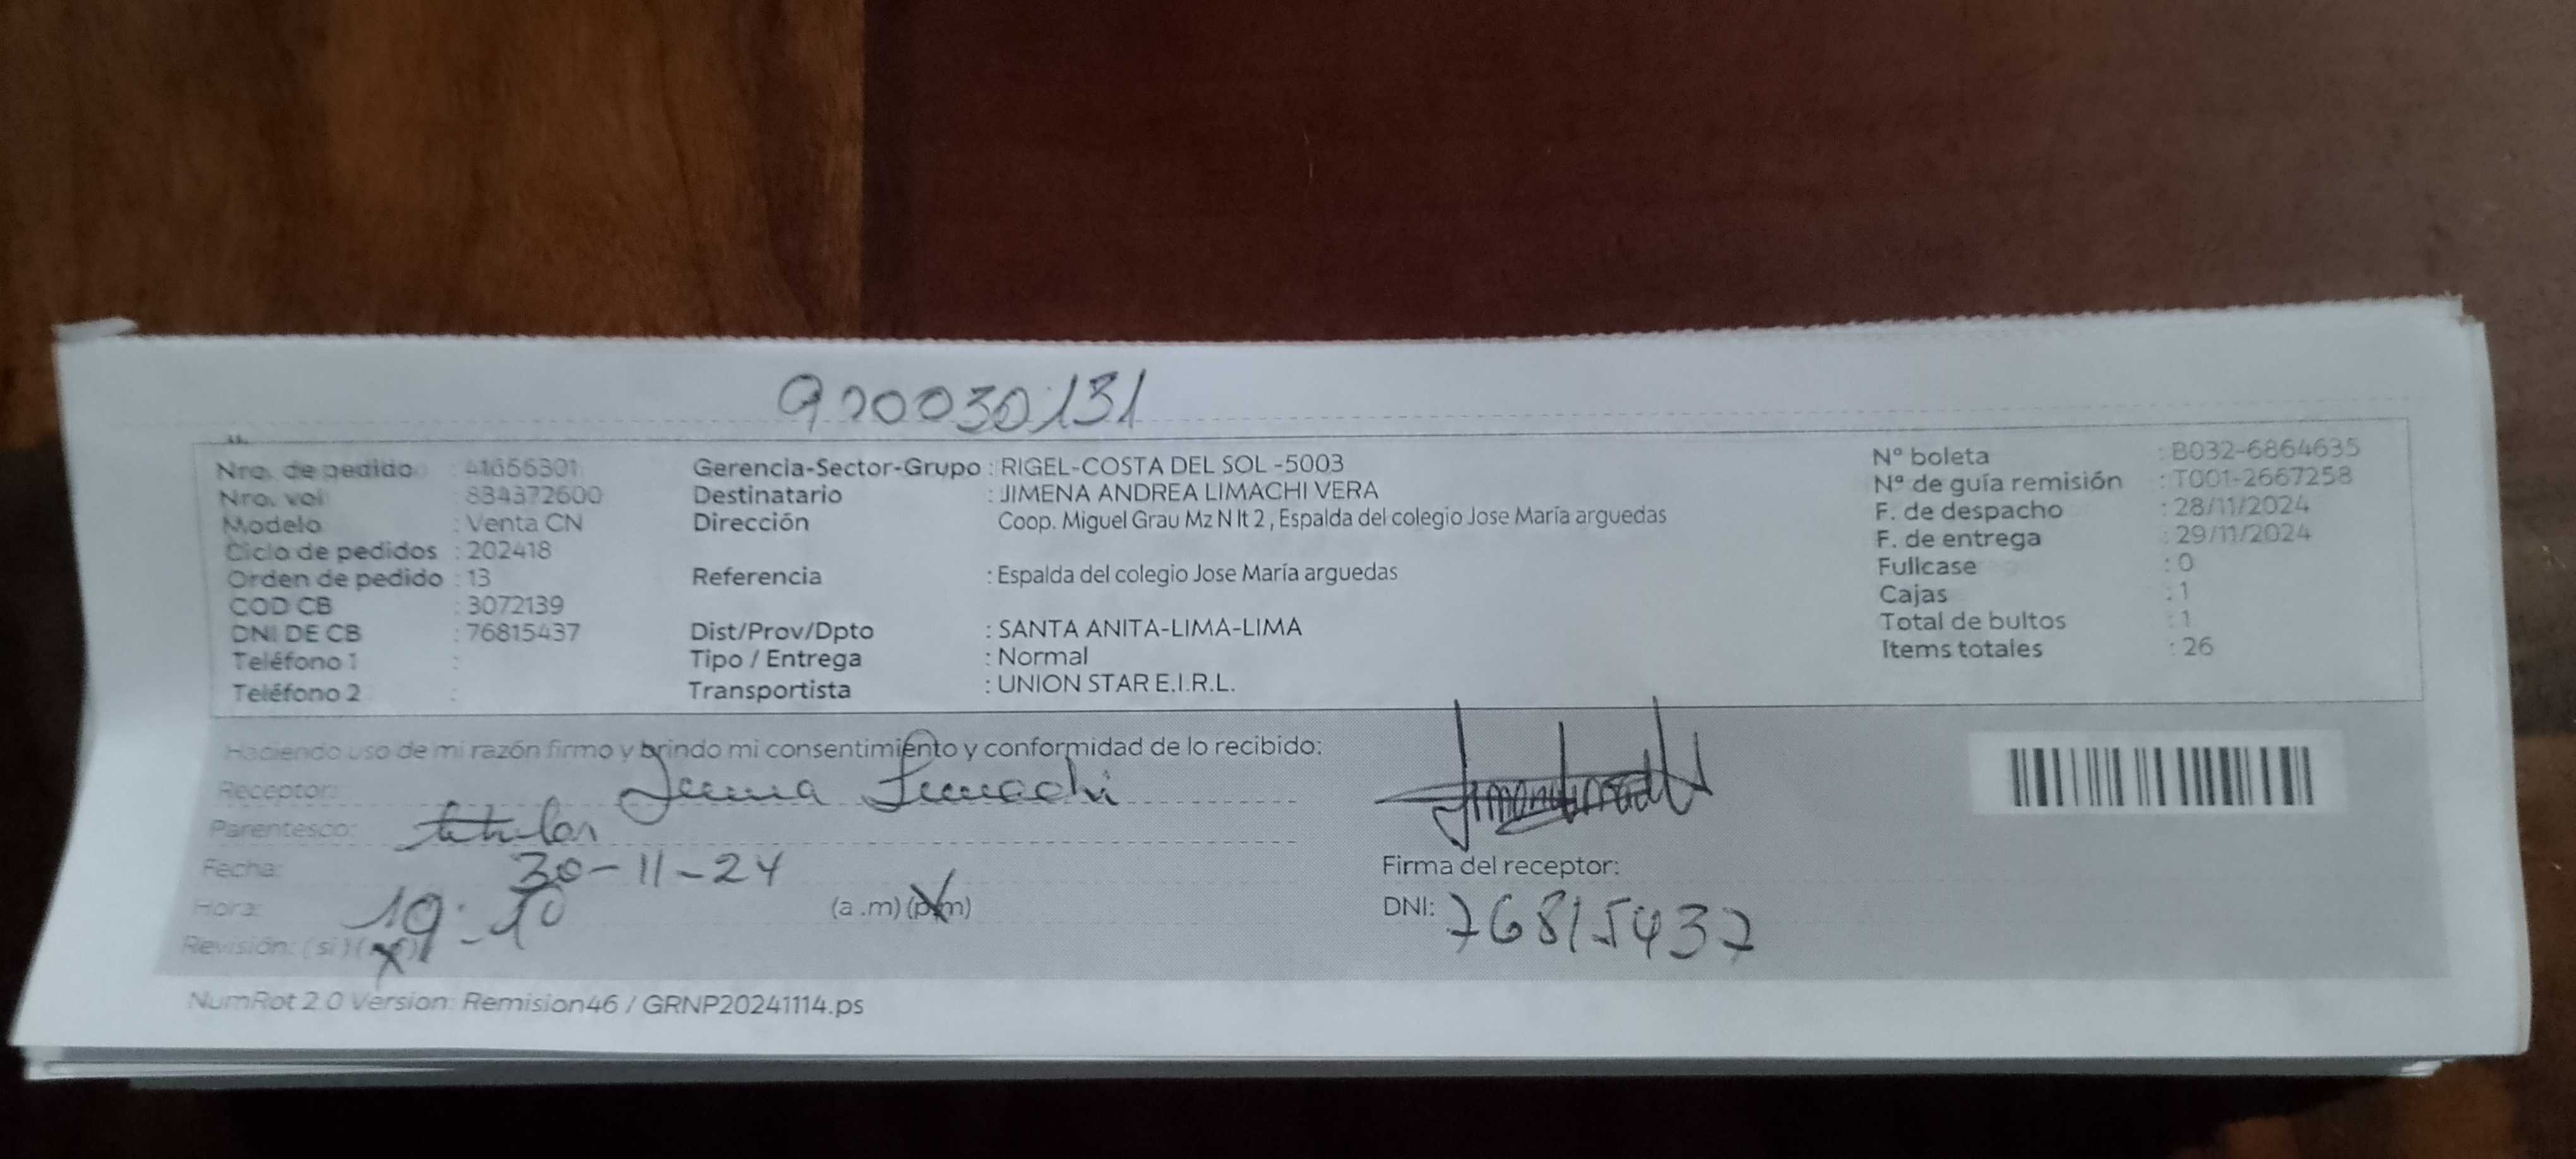 920030131
Nro. de pedido : 41656301
Nro. vol : 834372600
Modelo : Venta CN
Ciclo de pedidos : 202418
Orden de pedido : 13
COD CB : 3072139
DNI DE CB : 76815437
Teléfono 1 :
Teléfono 2 :
Gerencia-Sector-Grupo : RIGEL-COSTA DEL SOL -5003
Destinatario : JIMENA ANDREA LIMACHI VERA
Dirección Coop. Miguel Grau Mz N lt 2 , Espalda del colegio Jose María arguedas
Referencia : Espalda del colegio Jose María arguedas
Dist/Prov/Dpto : SANTA ANITA-LIMA-LIMA
Tipo / Entrega : Normal
Transportista : UNION STAR E.I.R.L.
N° boleta : B032-6864635
N° de guía remisión : T001-2667258
F. de despacho : 28/11/2024
F. de entrega : 29/11/2024
Fullcase : 0
Cajas : 1
Total de bultos : 1
Items totales : 26
Haciendo uso de mi razón firmo y brindo mi consentimiento y conformidad de lo recibido:
Receptor: Limachi
Parentesco: titular
Fecha: 30-11-24
Hora: 19:10 (a .m) (p.m)
Revisión: ( si ) (
Firma del receptor:
DNI: 76815437
NumRot 2.0 Version: Remision46 / GRNP20241114.ps